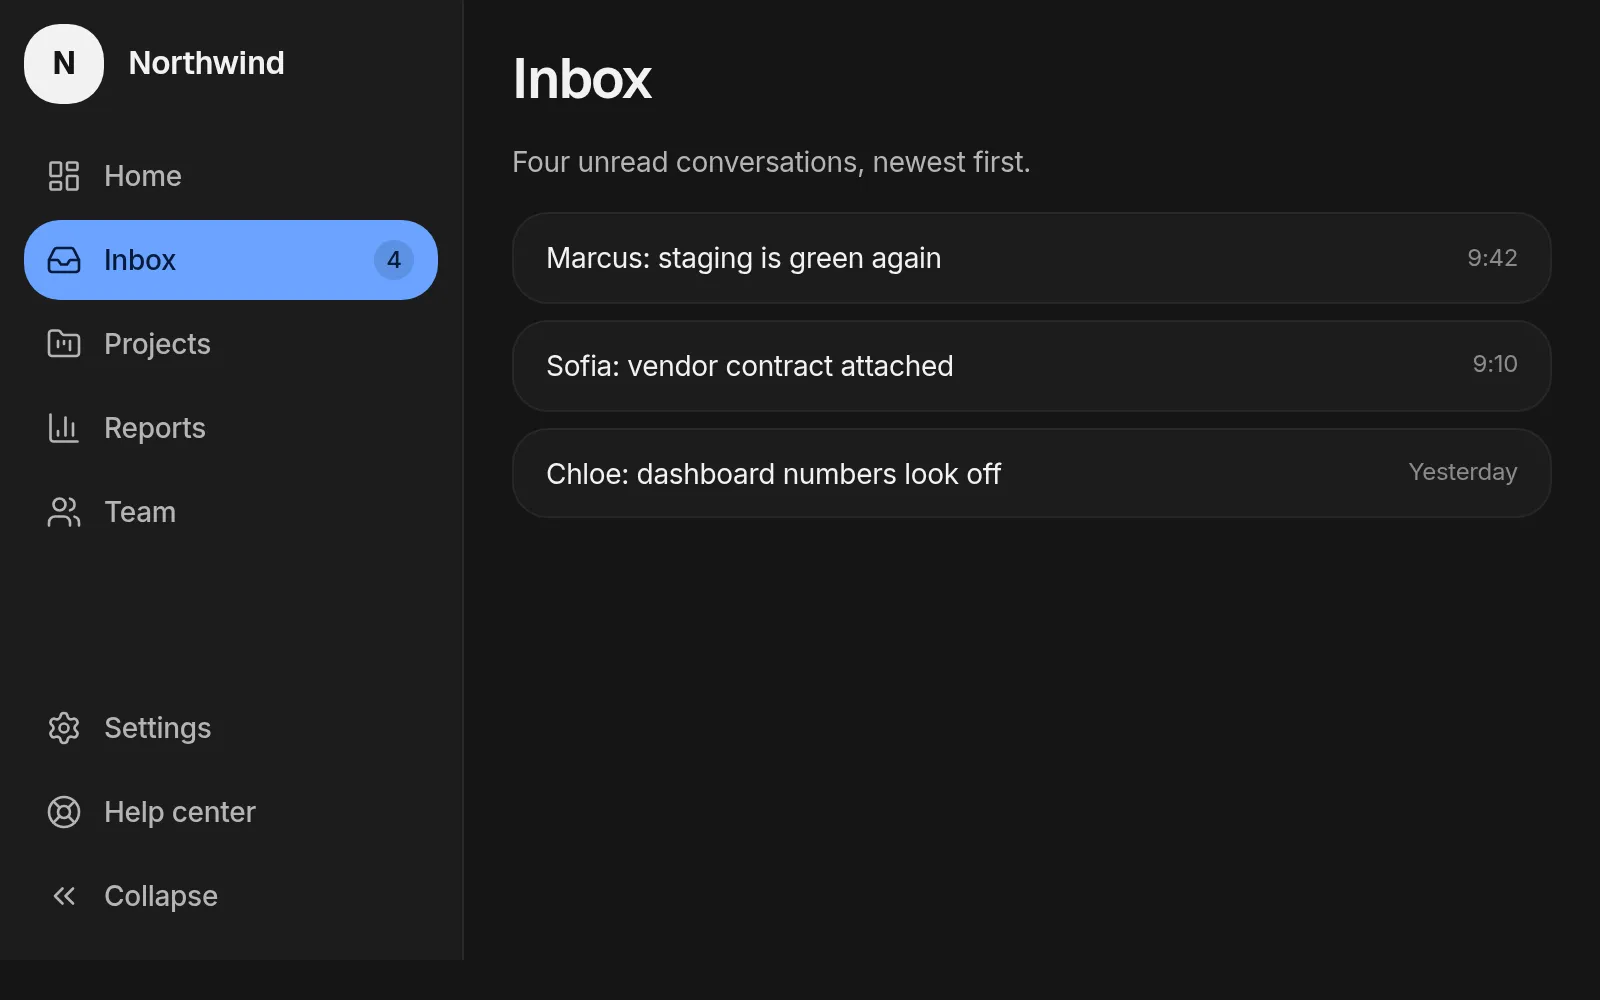 N Northwind
Home
Inbox 4
Projects
Reports
Team
Settings
Help center
Collapse
Inbox
Four unread conversations, newest first.
Marcus: staging is green again 9:42
Sofia: vendor contract attached 9:10
Chloe: dashboard numbers look off Yesterday